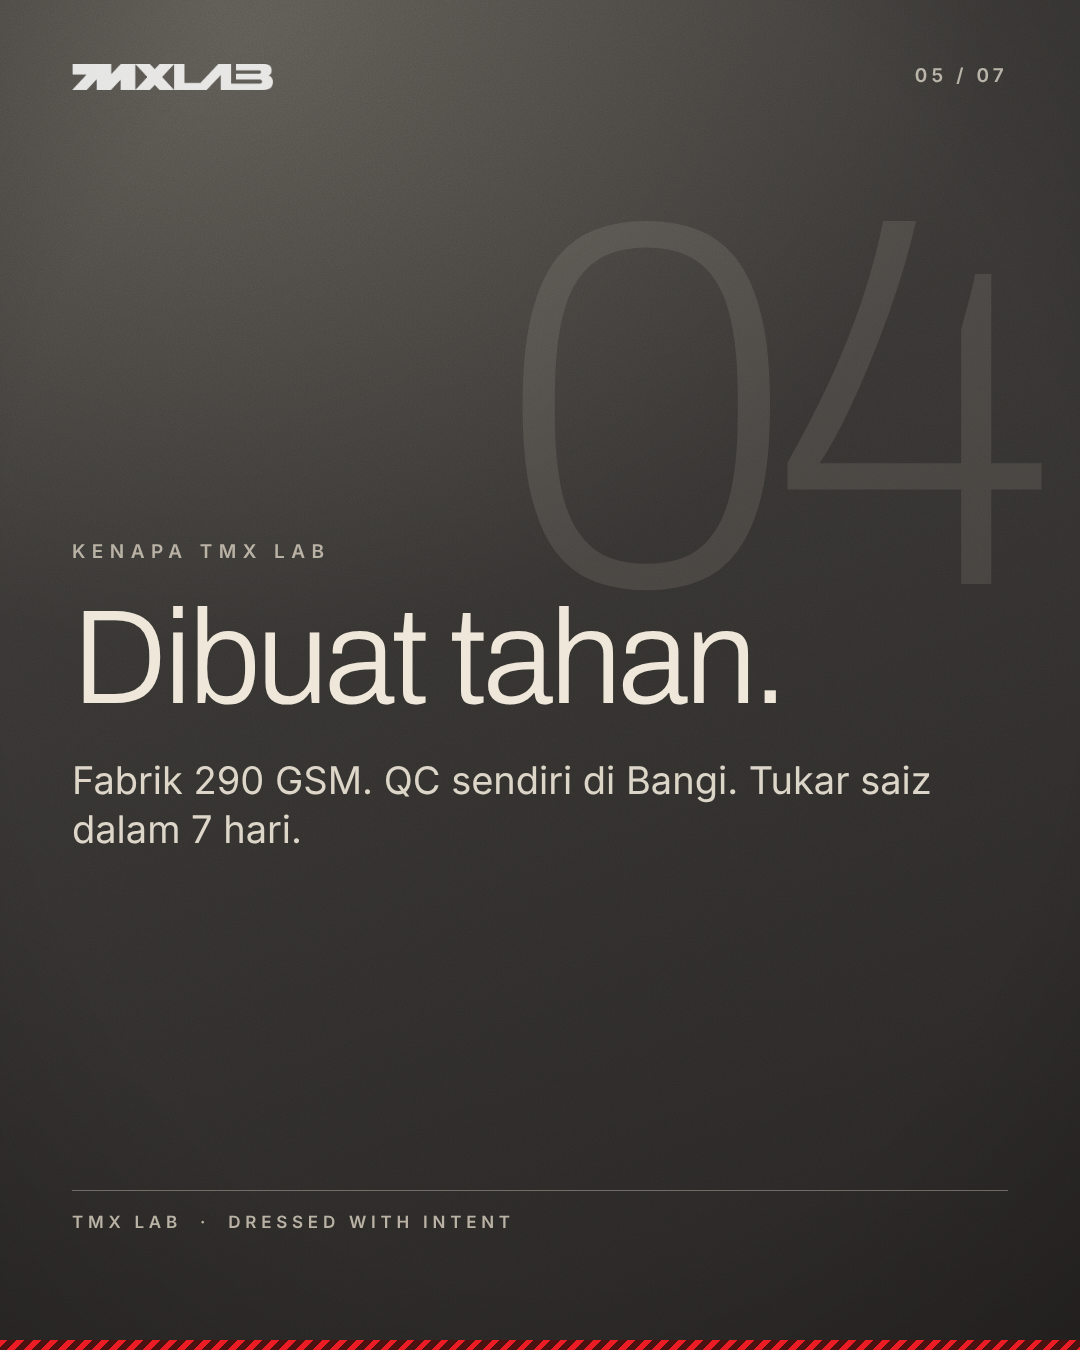 TMXLAB
05 / 07
04
KENAPA TMX LAB
Dibuat tahan.
Fabrik 290 GSM. QC sendiri di Bangi. Tukar saiz
dalam 7 hari.
TMX LAB · DRESSED WITH INTENT